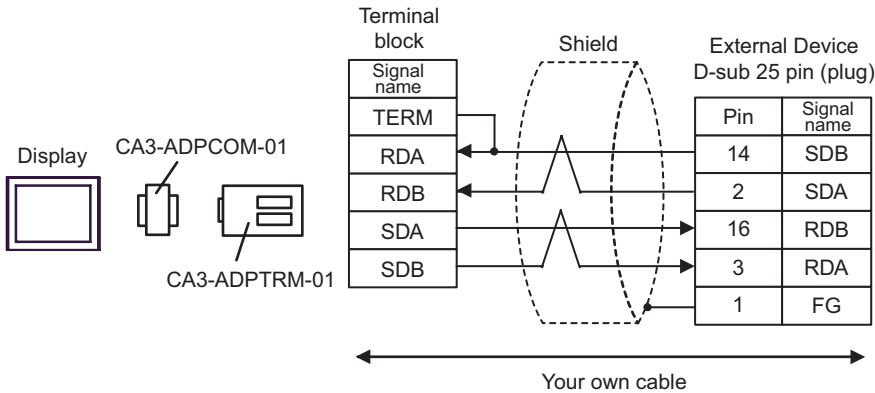 Terminal
block
Shield
External Device
D-sub 25 pin (plug)
Signal
name
TERM
RDA
RDB
SDA
SDB
Pin
Signal
name
14
SDB
2
SDA
16
RDB
3
RDA
1
FG
Display
CA3-ADPCOM-01
CA3-ADPTRM-01
Your own cable